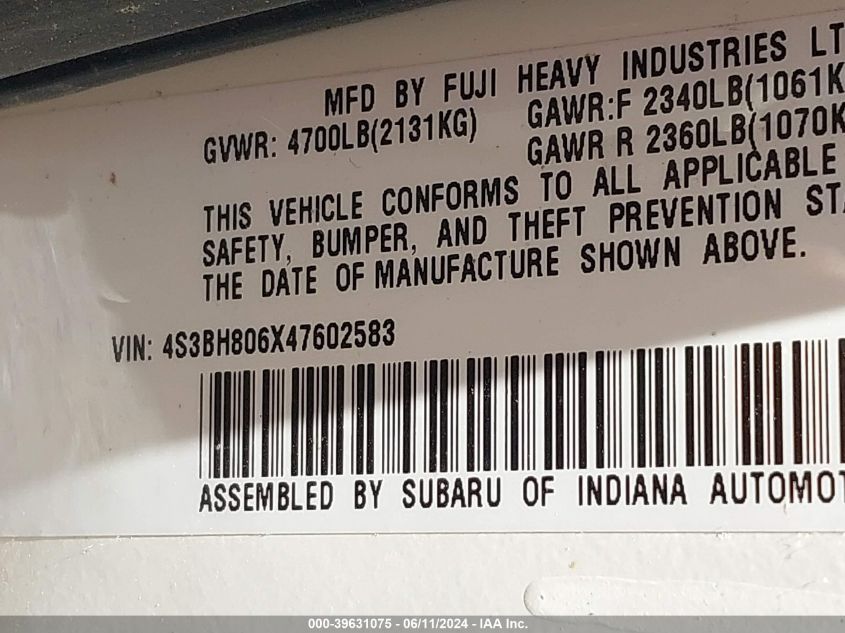 MFD BY FUJI HEAVY INDUSTRIES LT
GVWR: 4700LB(2131KG) GAWR:F 2340LB(1061K
GAWR R 2360LB(1070K
THIS VEHICLE CONFORMS TO ALL APPLICABLE
SAFETY, BUMPER, AND THEFT PREVENTION STA
THE DATE OF MANUFACTURE SHOWN ABOVE.
VIN: 4S3BH806X47602583
ASSEMBLED BY SUBARU OF INDIANA AUTOMOT
000-39631075 - 06/11/2024 - IAA Inc.